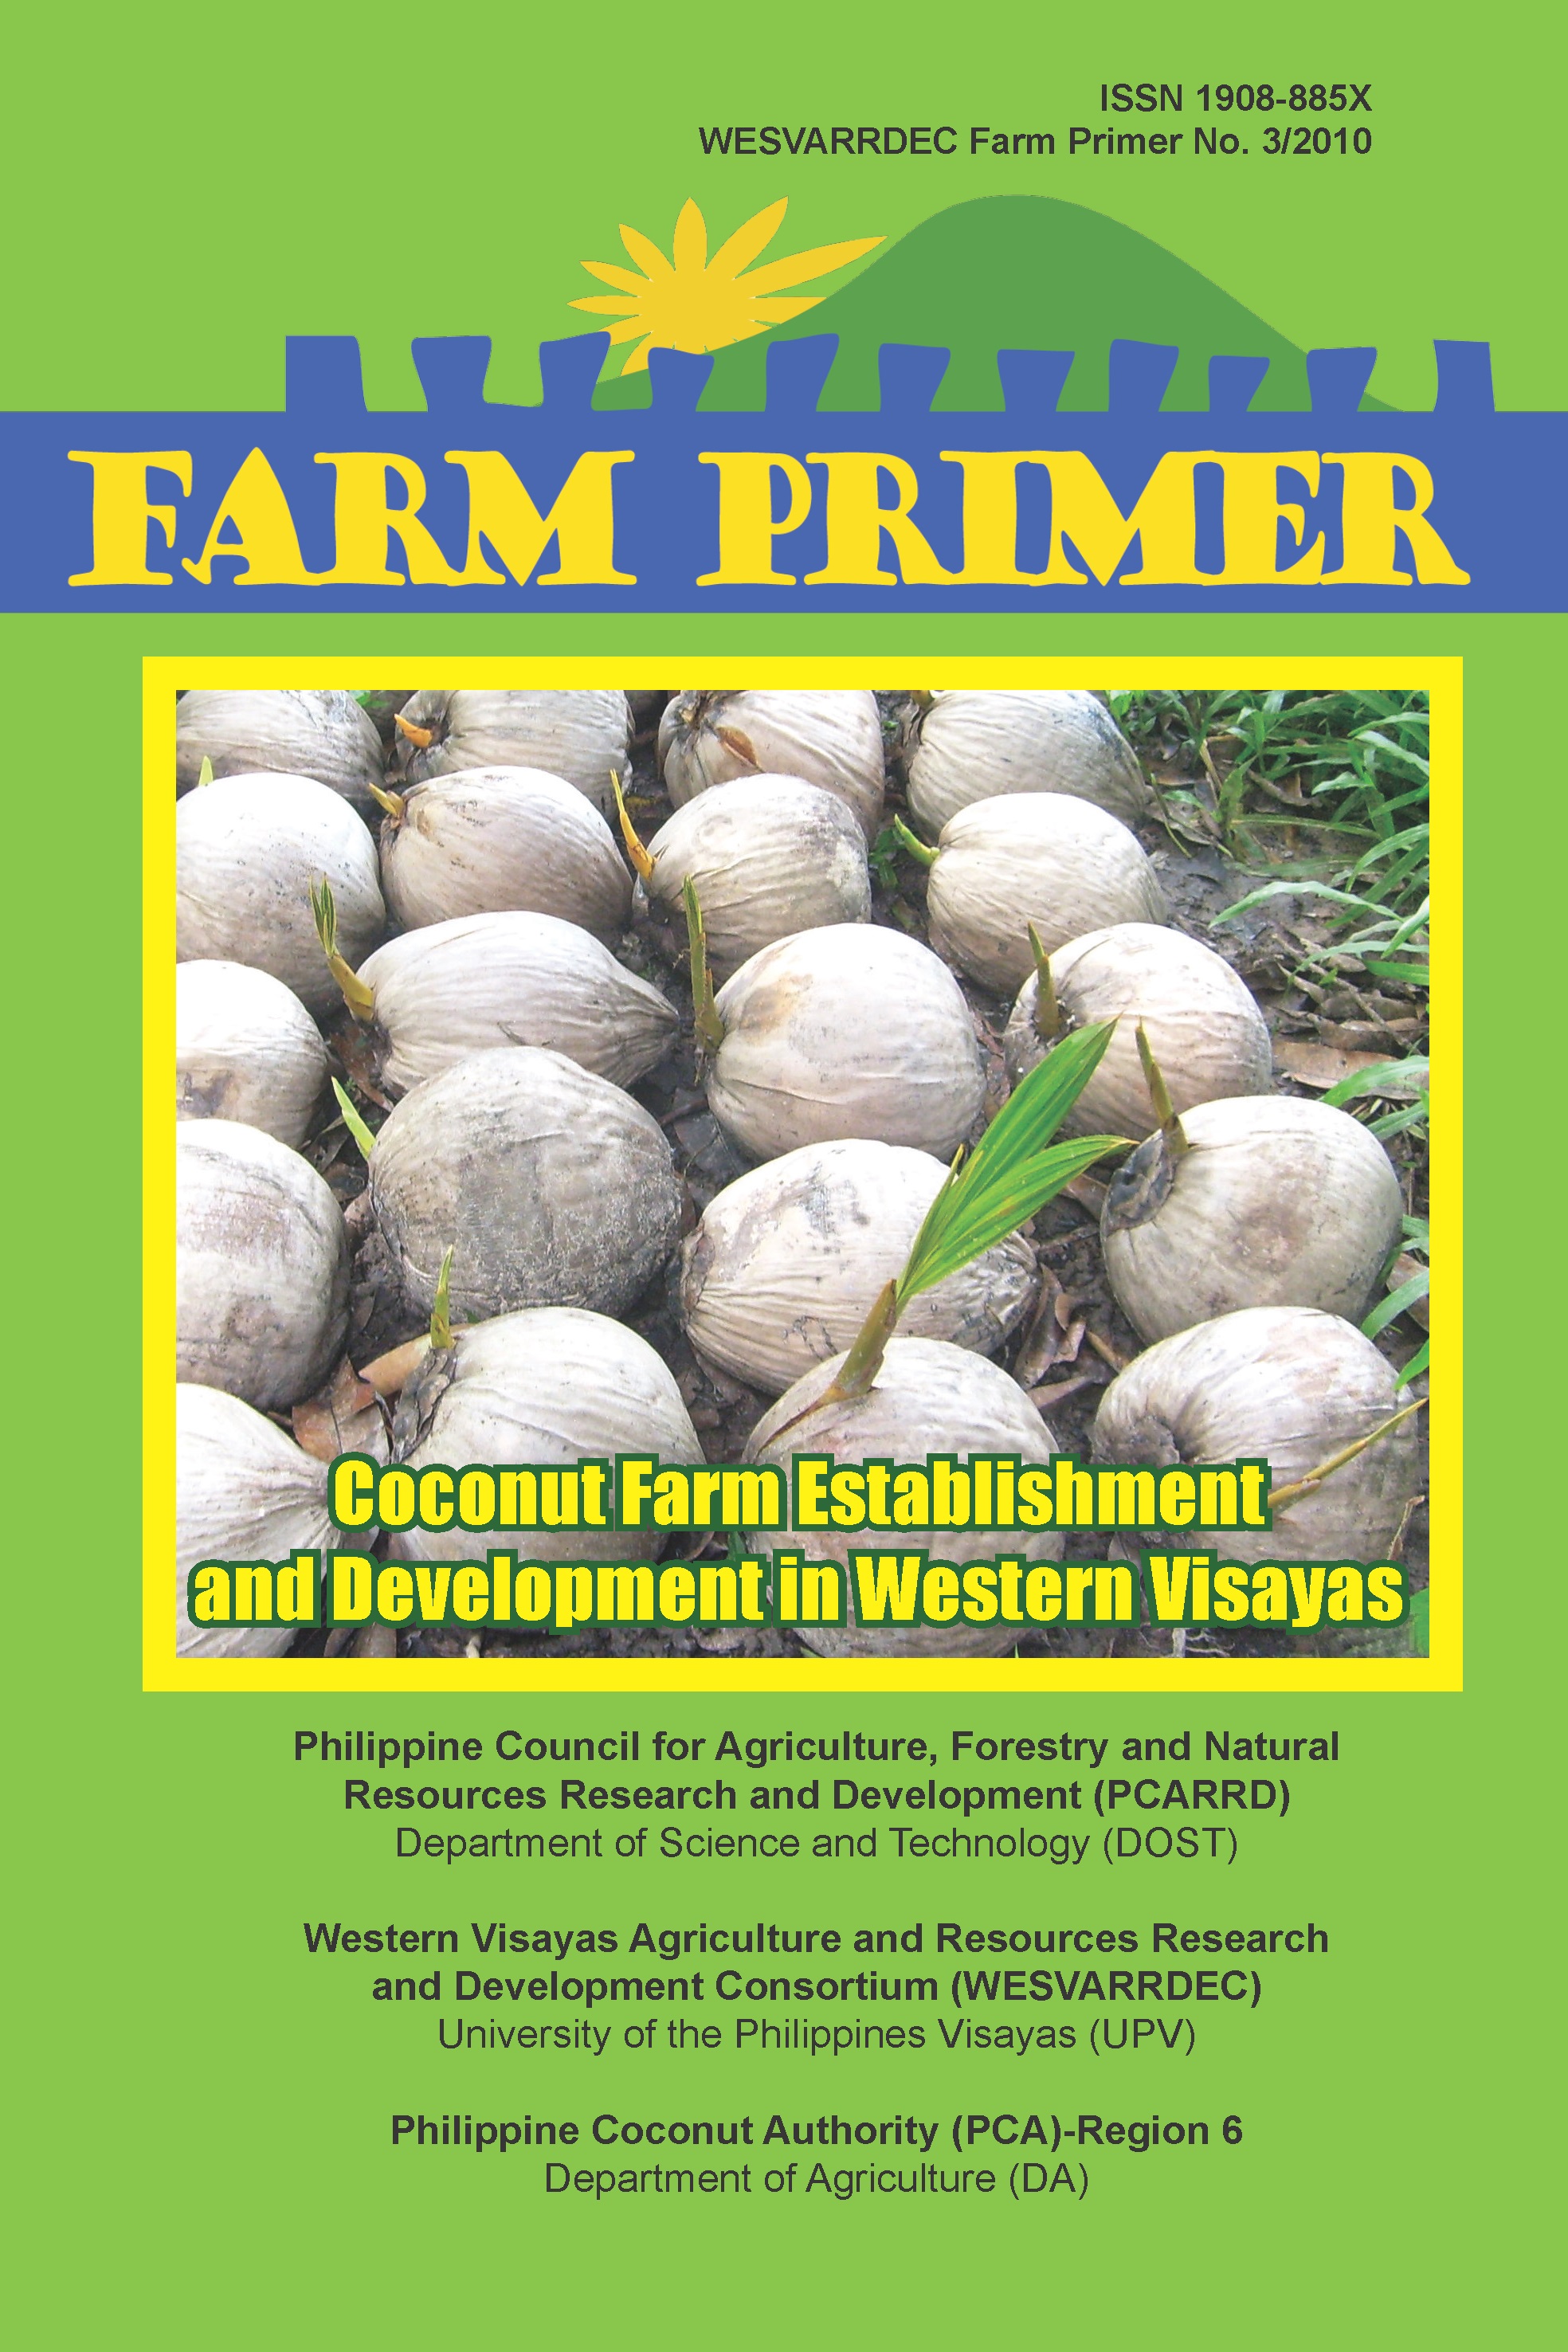 ISSN 1908-885X
WESVARRDEC Farm Primer No. 3/2010
FARM PRIMER
Coconut Farm Establishment
and Development in Western Visayas
Philippine Council for Agriculture, Forestry and Natural
Resources Research and Development (PCARRD)
Department of Science and Technology (DOST)
Western Visayas Agriculture and Resources Research
and Development Consortium (WESVARRDEC)
University of the Philippines Visayas (UPV)
Philippine Coconut Authority (PCA)-Region 6
Department of Agriculture (DA)